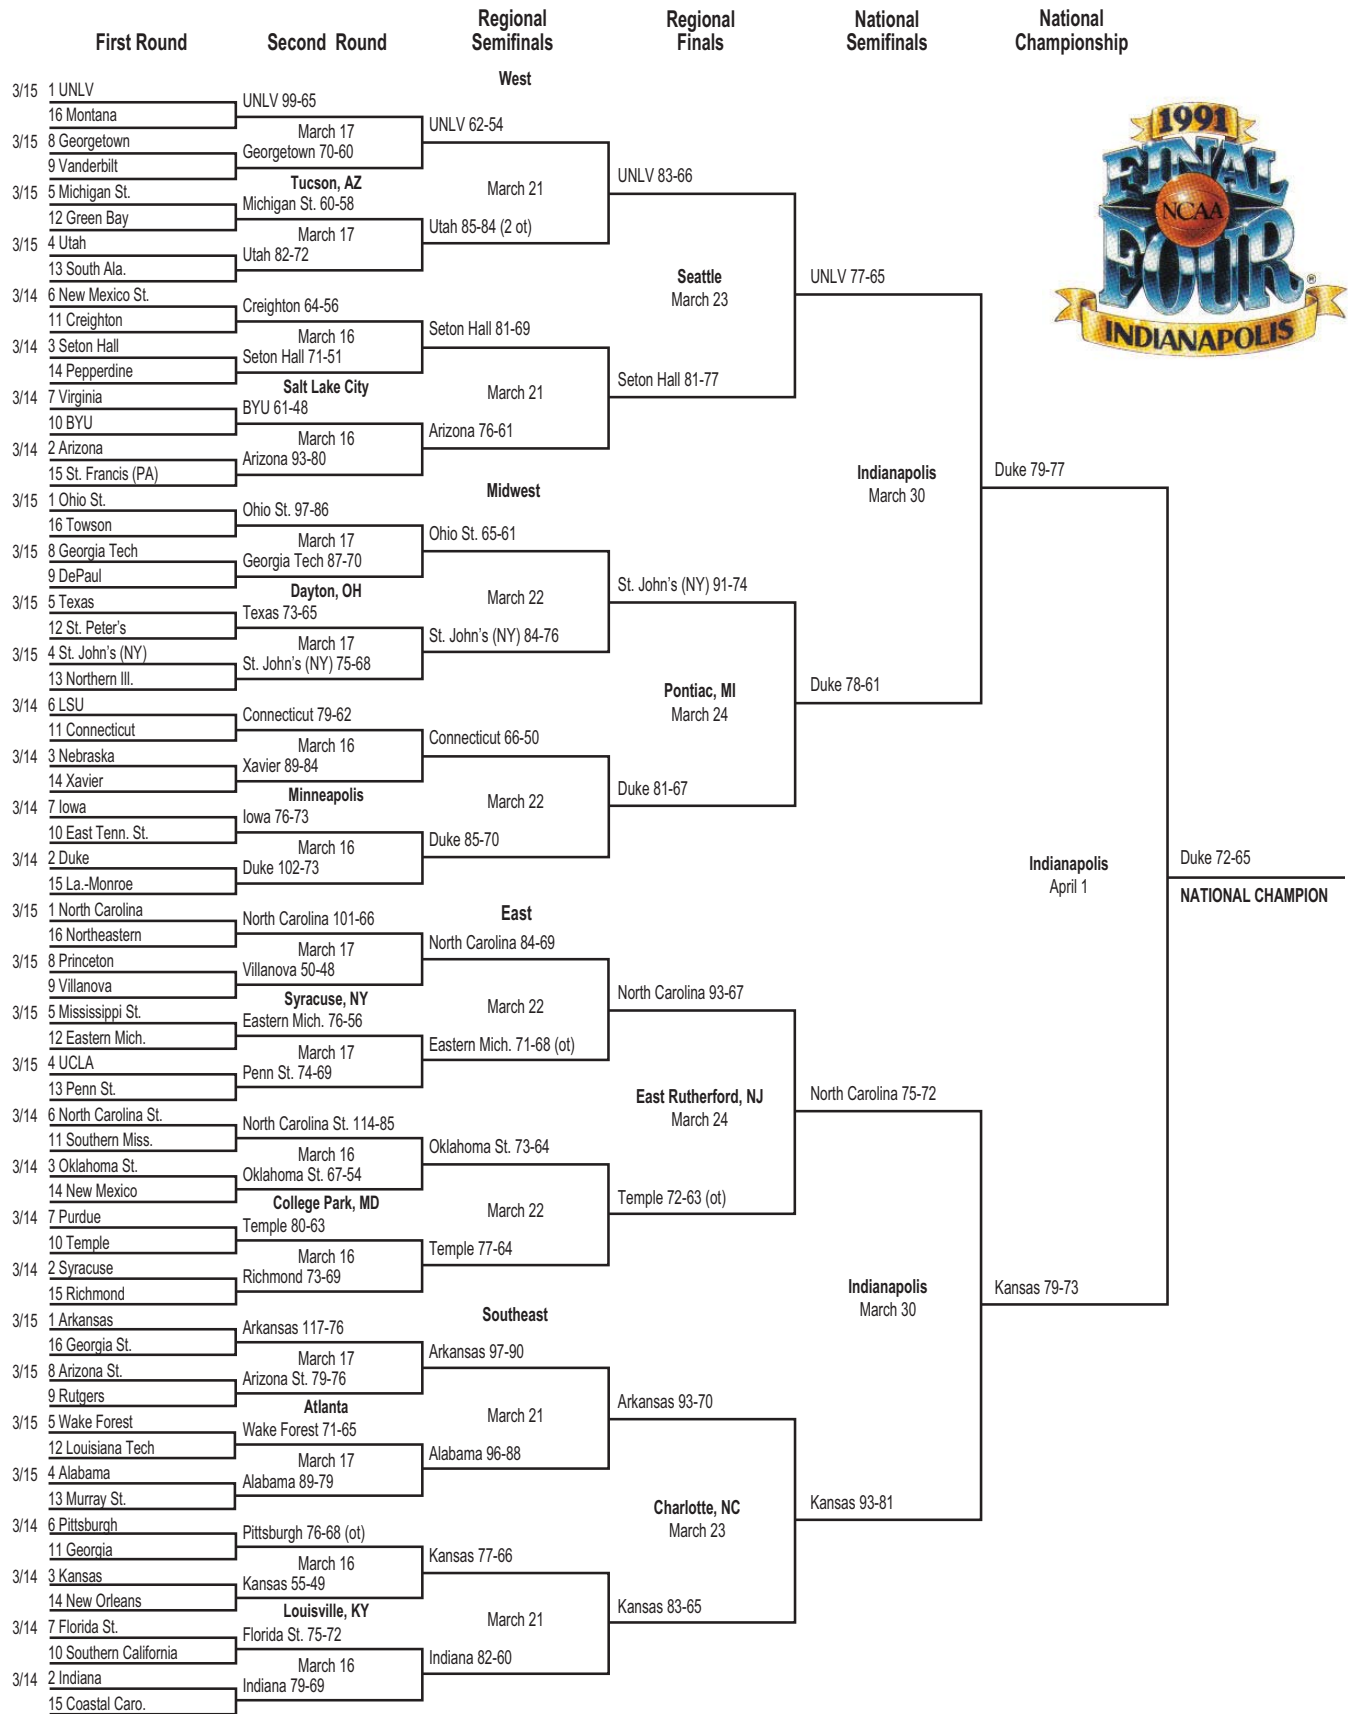 First Round
Second Round
Regional
Semifinals
Regional
Finals
National
Semifinals
National
Championship
1991
FINAL
NCAA
FOUR
®
INDIANAPOLIS
West
3/15 1 UNLV
16 Montana
3/15 8 Georgetown
9 Vanderbilt
3/15 5 Michigan St.
12 Green Bay
3/15 4 Utah
13 South Ala.
3/14 6 New Mexico St.
11 Creighton
3/14 3 Seton Hall
14 Pepperdine
3/14 7 Virginia
10 BYU
3/14 2 Arizona
15 St. Francis (PA)
UNLV 99-65
March 17
Georgetown 70-60
Tucson, AZ
Michigan St. 60-58
March 17
Utah 82-72
Creighton 64-56
March 16
Seton Hall 71-51
Salt Lake City
BYU 61-48
March 16
Arizona 93-80
UNLV 62-54
March 21
Utah 85-84 (2 ot)
Seton Hall 81-69
March 21
Arizona 76-61
UNLV 83-66
Seattle
March 23
Seton Hall 81-77
UNLV 77-65
Midwest
3/15 1 Ohio St.
16 Towson
3/15 8 Georgia Tech
9 DePaul
3/15 5 Texas
12 St. Peter's
3/15 4 St. John's (NY)
13 Northern Ill.
3/14 6 LSU
11 Connecticut
3/14 3 Nebraska
14 Xavier
3/14 7 Iowa
10 East Tenn. St.
3/14 2 Duke
15 La.-Monroe
Ohio St. 97-86
March 17
Georgia Tech 87-70
Dayton, OH
Texas 73-65
March 17
St. John's (NY) 75-68
Connecticut 79-62
March 16
Xavier 89-84
Minneapolis
Iowa 76-73
March 16
Duke 102-73
Ohio St. 65-61
March 22
St. John's (NY) 84-76
Connecticut 66-50
March 22
Duke 85-70
St. John's (NY) 91-74
Pontiac, MI
March 24
Duke 81-67
Duke 78-61
Indianapolis
March 30
Duke 79-77
East
3/15 1 North Carolina
16 Northeastern
3/15 8 Princeton
9 Villanova
3/15 5 Mississippi St.
12 Eastern Mich.
3/15 4 UCLA
13 Penn St.
3/14 6 North Carolina St.
11 Southern Miss.
3/14 3 Oklahoma St.
14 New Mexico
3/14 7 Purdue
10 Temple
3/14 2 Syracuse
15 Richmond
North Carolina 101-66
March 17
Villanova 50-48
Syracuse, NY
Eastern Mich. 76-56
March 17
Penn St. 74-69
North Carolina St. 114-85
March 16
Oklahoma St. 67-54
College Park, MD
Temple 80-63
March 16
Richmond 73-69
North Carolina 84-69
March 22
Eastern Mich. 71-68 (ot)
Oklahoma St. 73-64
March 22
Temple 77-64
North Carolina 93-67
East Rutherford, NJ
March 24
Temple 72-63 (ot)
North Carolina 75-72
Southeast
3/15 1 Arkansas
16 Georgia St.
3/15 8 Arizona St.
9 Rutgers
3/15 5 Wake Forest
12 Louisiana Tech
3/15 4 Alabama
13 Murray St.
3/14 6 Pittsburgh
11 Georgia
3/14 3 Kansas
14 New Orleans
3/14 7 Florida St.
10 Southern California
3/14 2 Indiana
15 Coastal Caro.
Arkansas 117-76
March 17
Arizona St. 79-76
Atlanta
Wake Forest 71-65
March 17
Alabama 89-79
Pittsburgh 76-68 (ot)
March 16
Kansas 55-49
Louisville, KY
Florida St. 75-72
March 16
Indiana 79-69
Arkansas 97-90
March 21
Alabama 96-88
Kansas 77-66
March 21
Indiana 82-60
Arkansas 93-70
Charlotte, NC
March 23
Kansas 83-65
Kansas 93-81
Indianapolis
March 30
Kansas 79-73
Indianapolis
April 1
Duke 72-65
NATIONAL CHAMPION